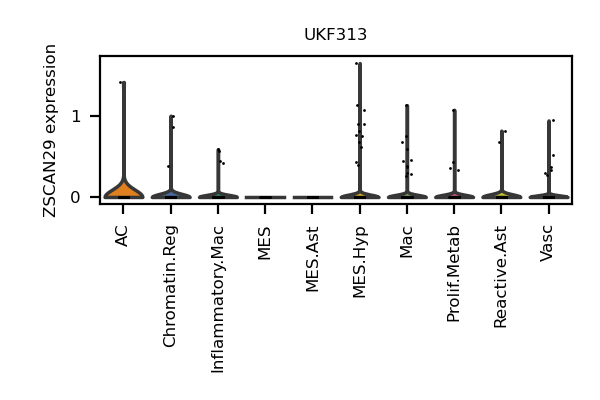 UKF313
ZSCAN29 expression
1
0
AC
Chromatin.Reg
Inflammatory.Mac
MES
MES.Ast
MES.Hyp
Mac
Prolif.Metab
Reactive.Ast
Vasc